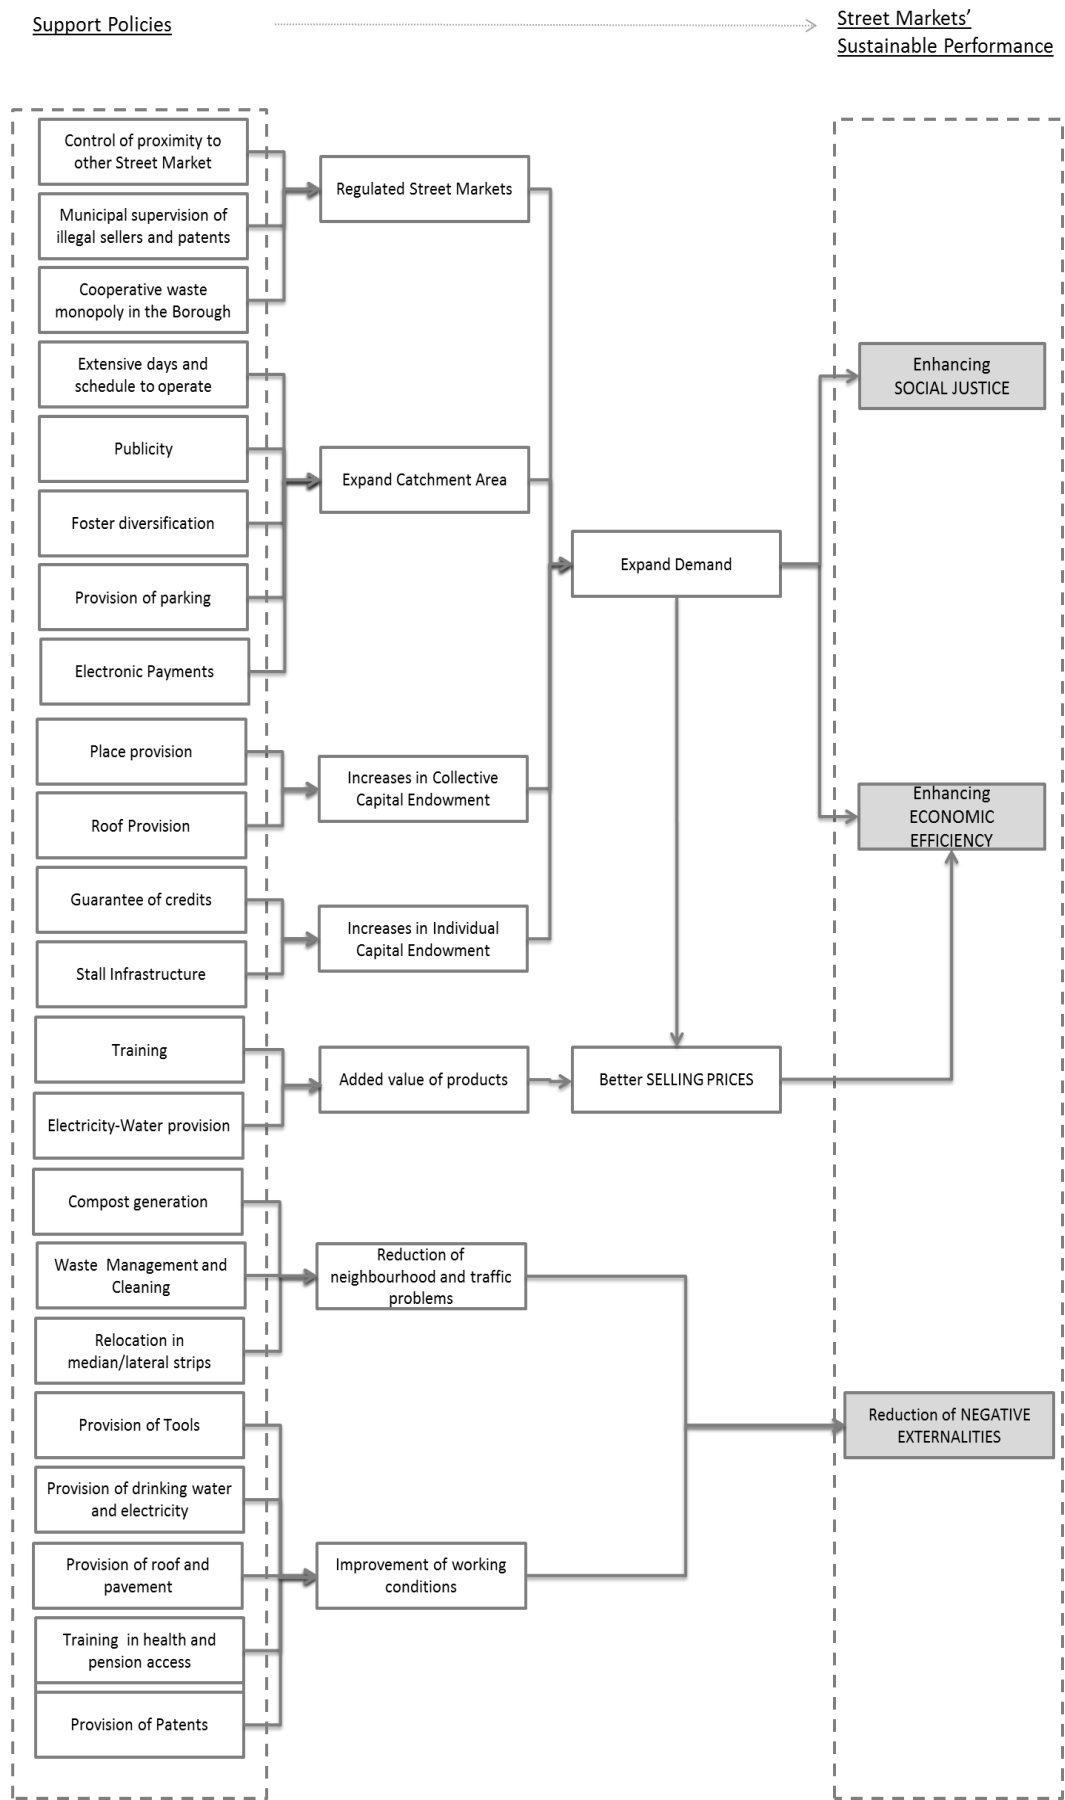 Support Policies
Street Markets’
Sustainable Performance
Control of proximity to
other Street Market
Municipal supervision of
illegal sellers and patents
Cooperative waste
monopoly in the Borough
Extensive days and
schedule to operate
Publicity
Foster diversification
Provision of parking
Electronic Payments
Place provision
Roof Provision
Guarantee of credits
Stall Infrastructure
Training
Electricity-Water provision
Compost generation
Waste Management and
Cleaning
Relocation in
median/lateral strips
Provision of Tools
Provision of drinking water
and electricity
Provision of roof and
pavement
Training in health and
pension access
Provision of Patents
Regulated Street Markets
Expand Catchment Area
Increases in Collective
Capital Endowment
Increases in Individual
Capital Endowment
Added value of products
Reduction of
neighbourhood and traffic
problems
Improvement of working
conditions
Expand Demand
Better SELLING PRICES
Enhancing
SOCIAL JUSTICE
Enhancing
ECONOMIC
EFFICIENCY
Reduction of NEGATIVE
EXTERNALITIES